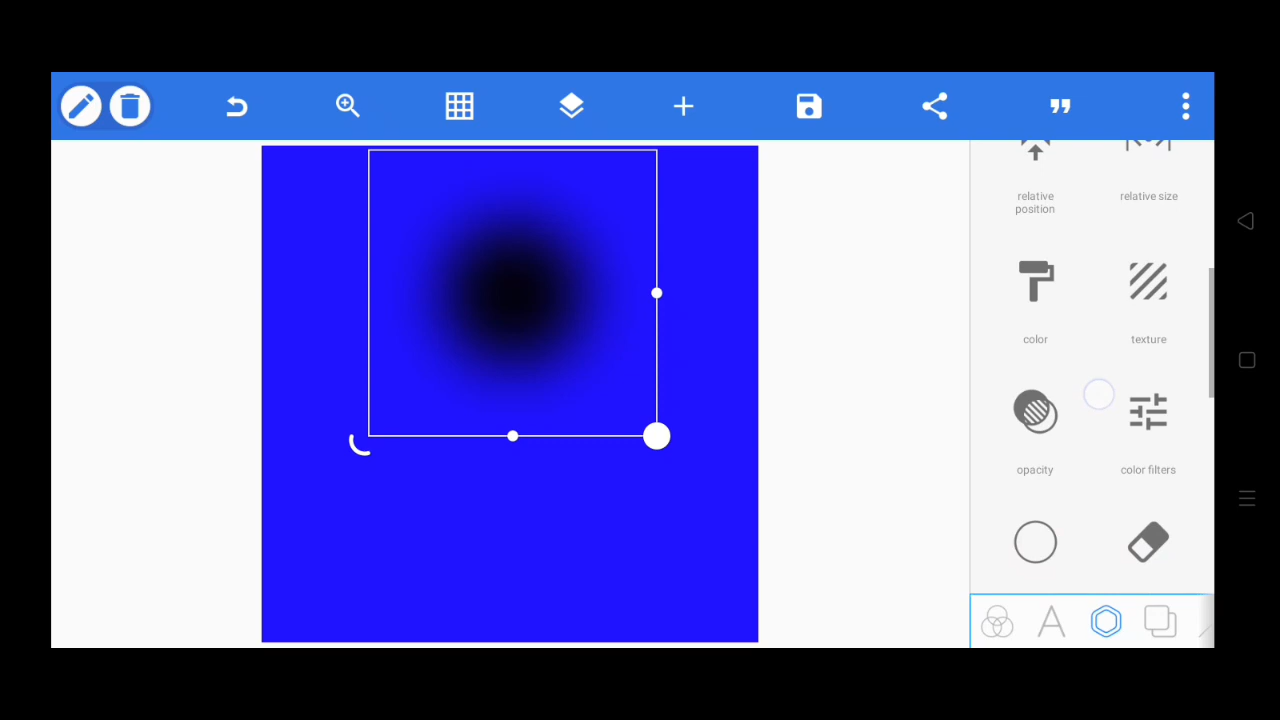 relative
position
relative size
color
texture
opacity
color filters